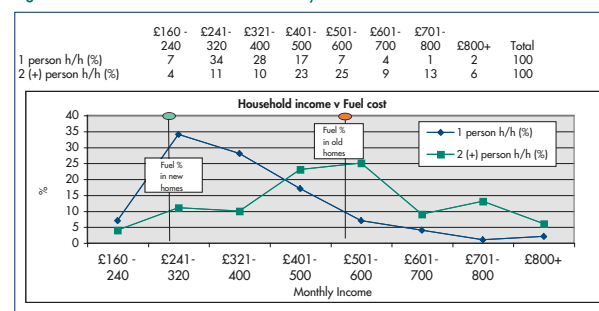 £160 - £241- £321- £401- £501- £601- £701-
240 320 400 500 600 700 800 £800+ Total
1 person h/h (%) 7 34 28 17 7 4 1 2 100
2 (+) person h/h (%) 4 11 10 23 25 9 13 6 100
Household income v Fuel cost
40
35
30
25
20
15
10
5
0
%
Fuel %
in new
homes
Fuel %
in old
homes
1 person h/h (%)
2 (+) person h/h (%)
£160 - £241- £321- £401- £501- £601- £701- £800+
240 320 400 500 600 700 800
Monthly Income